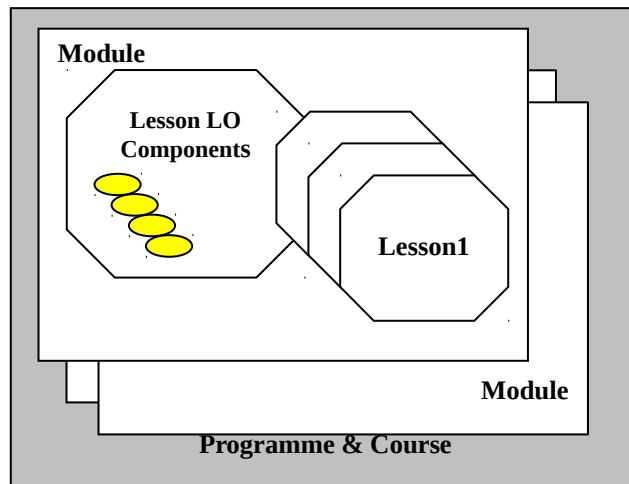 Module
Lesson LO
Components
Lesson1
Module
Programme & Course